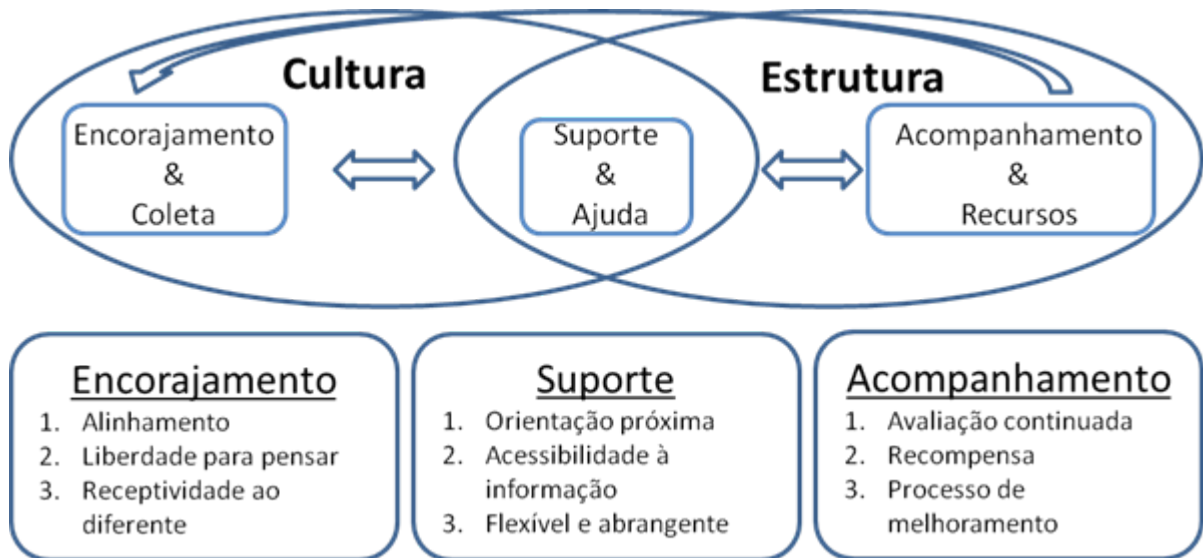 Cultura
Estrutura
Encorajamento
&
Coleta
Suporte
&
Ajuda
Acompanhamento
&
Recursos
Encorajamento
1. Alinhamento
2. Liberdade para pensar
3. Receptividade ao
diferente
Suporte
1. Orientação próxima
2. Acessibilidade à
informação
3. Flexível e abrangente
Acompanhamento
1. Avaliação continuada
2. Recompensa
3. Processo de
melhoramento